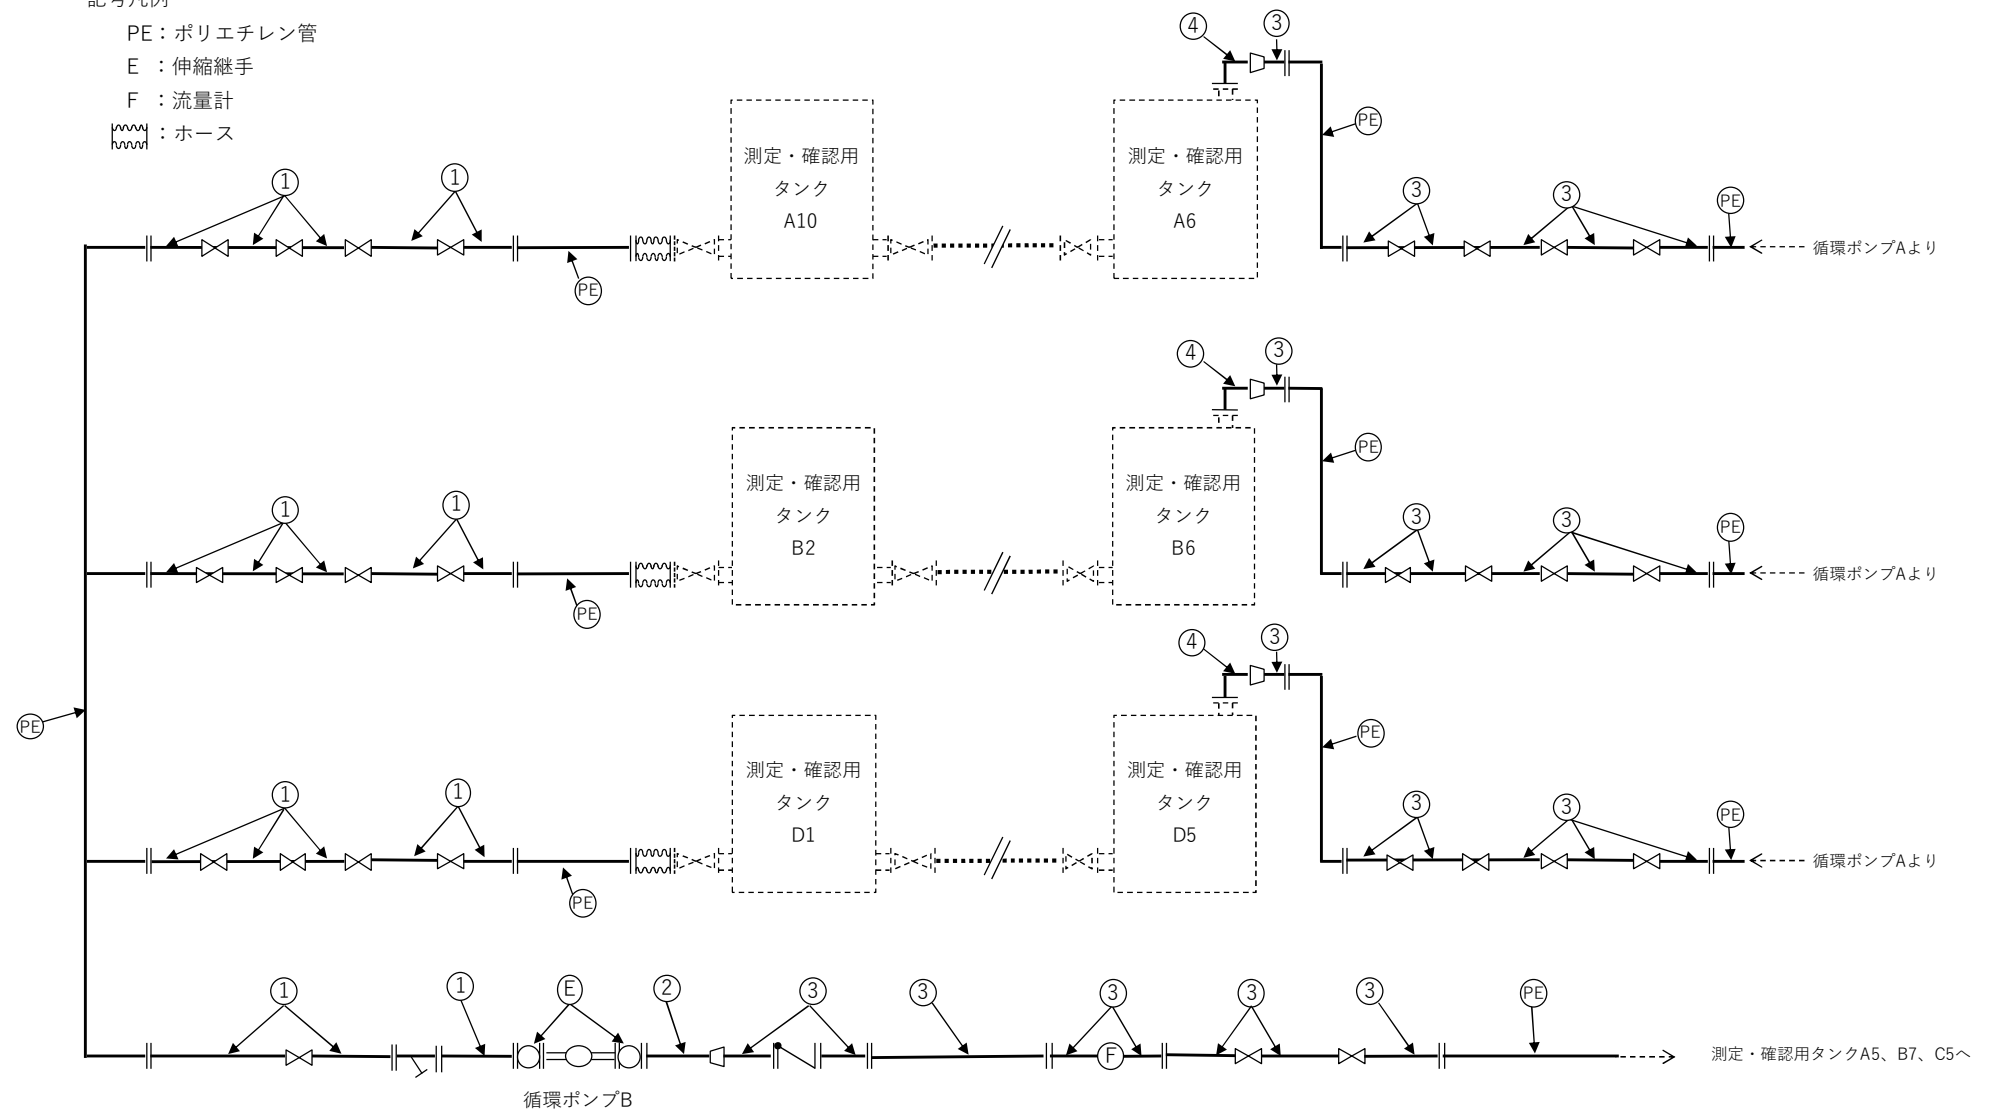 記号凡例
PE：ポリエチレン管
E ：伸縮継手
F ：流量計
：ホース
④ ③
PE
① ①
測定・確認用
タンク
A10
測定・確認用
タンク
A6
③ ③ PE
循環ポンプAより
PE
④ ③
PE
① ①
測定・確認用
タンク
B2
測定・確認用
タンク
B6
③ ③ PE
循環ポンプAより
PE
④ ③
PE
PE
① ①
測定・確認用
タンク
D1
測定・確認用
タンク
D5
③ ③ PE
循環ポンプAより
PE
① ① E ② ③ ③ ③ ③ ③ PE
F
測定・確認用タンクA5、B7、C5へ
循環ポンプB